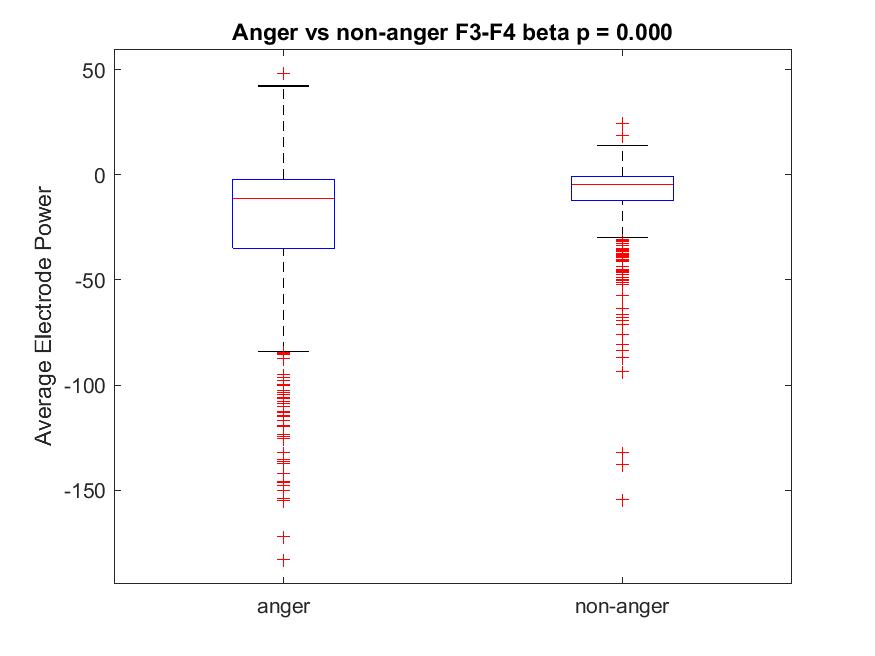 Anger vs non-anger F3-F4 beta p = 0.000
50
0
-50
-100
-150
Average Electrode Power
anger non-anger